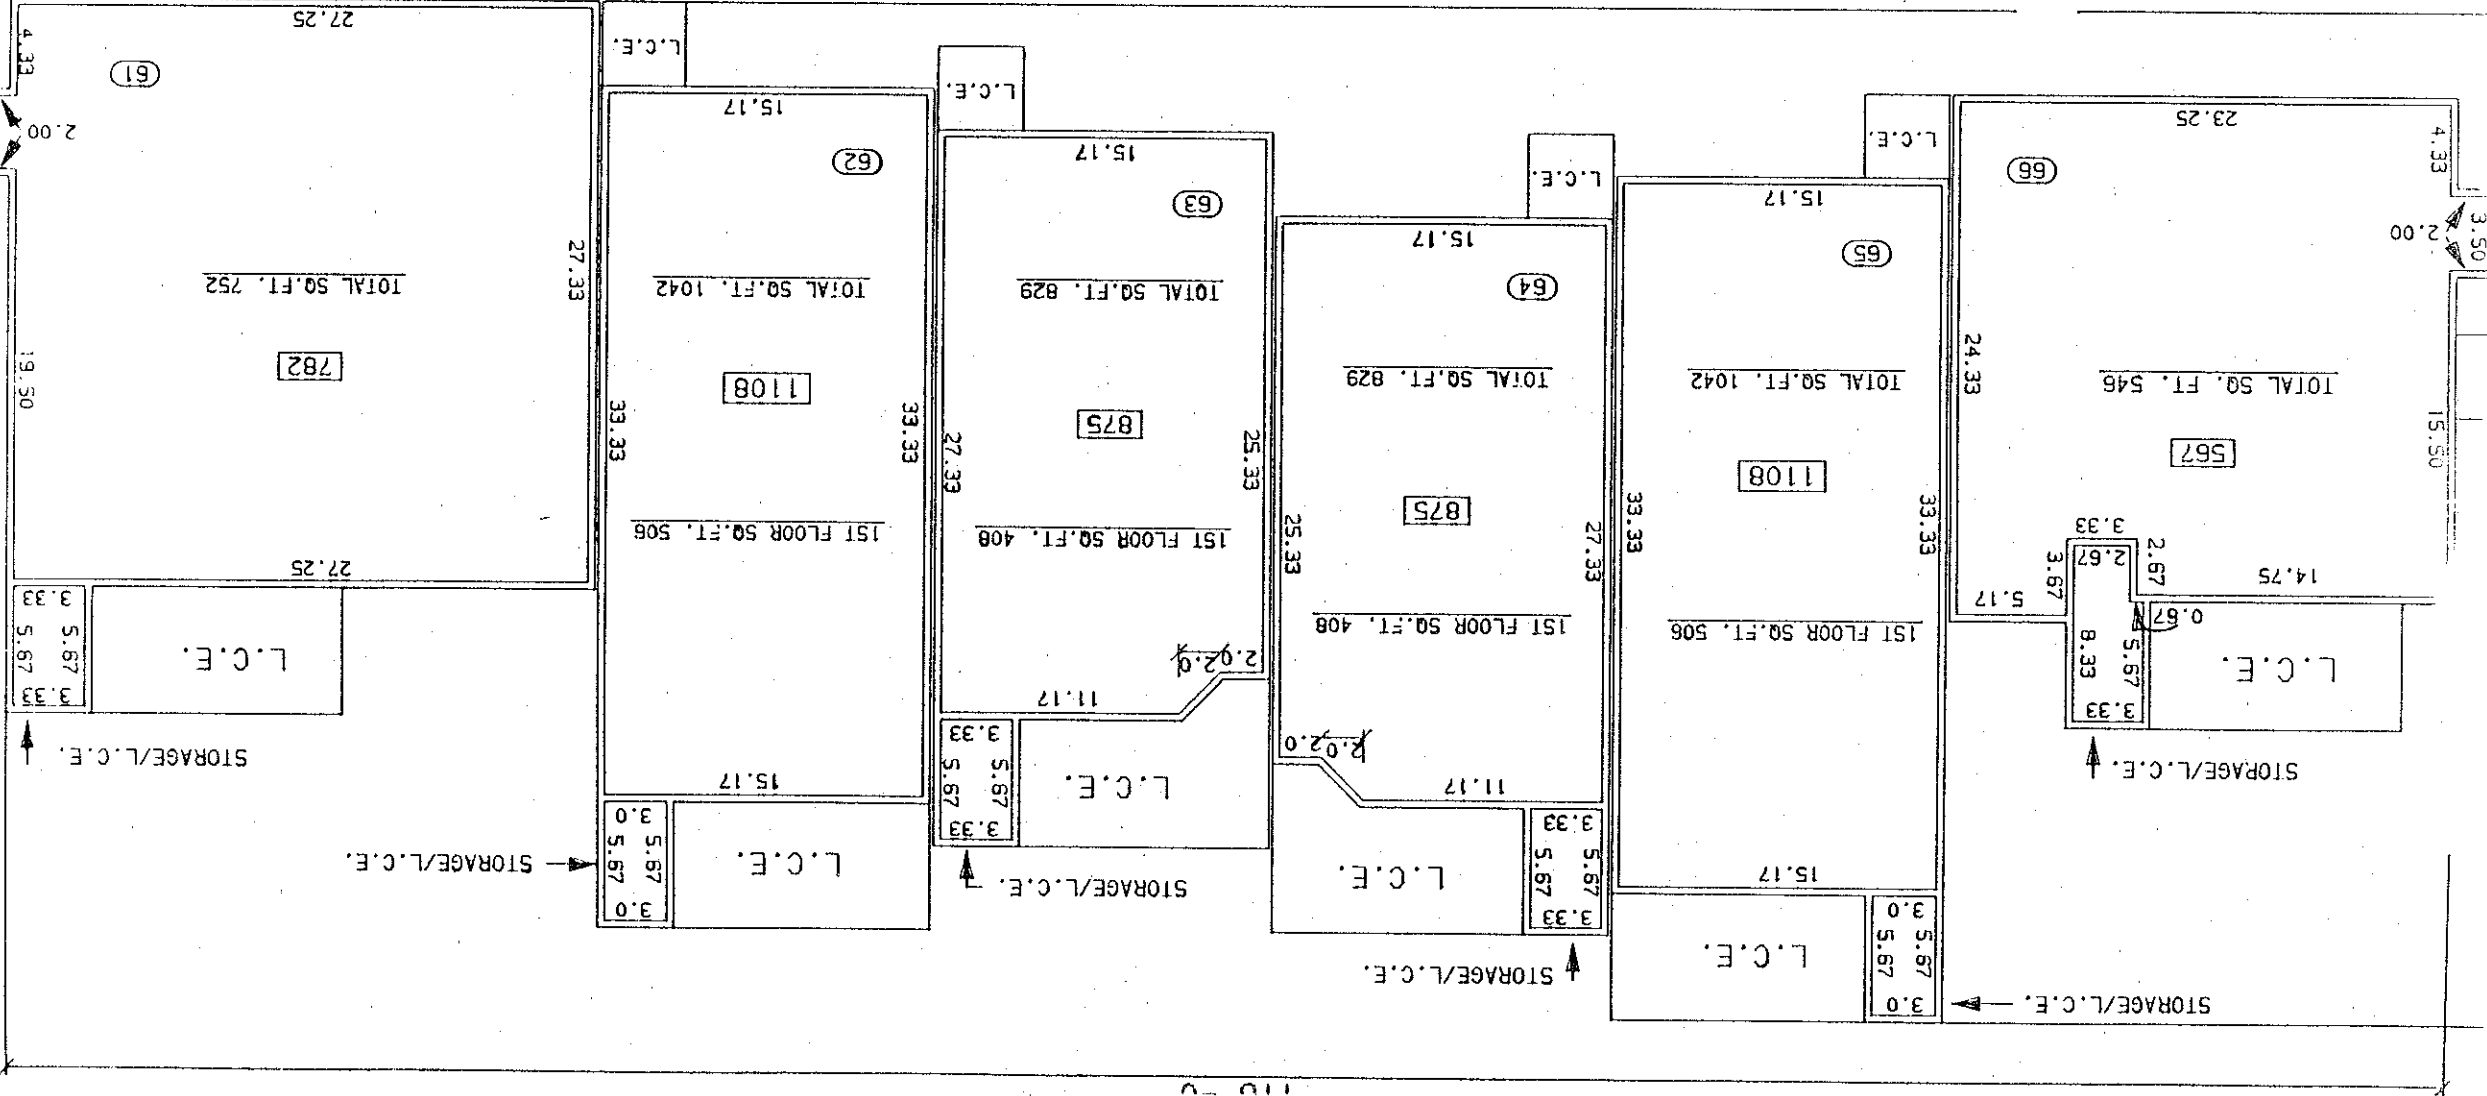 STORAGE/L.C.E.
3.0
5.67
5.67
3.0
L.C.E.
15.17
1ST FLOOR SQ.FT. 506
33.33
33.33
1108
TOTAL SQ.FT. 1042
65
15.17
L.C.E.
STORAGE/L.C.E.
3.33
5.67
8.33
L.C.E.
0.67
14.75
2.67
2.67
3.33
3.67
5.17
15.50
24.33
567
TOTAL SQ. FT. 546
3.50
2.00
66
4.33
23.25
STORAGE/L.C.E.
3.33
5.67
5.67
3.33
L.C.E.
11.17
2.0
2.0
1ST FLOOR SQ.FT. 408
27.33
25.33
875
TOTAL SQ.FT. 829
64
15.17
L.C.E.
STORAGE/L.C.E.
3.33
5.67
5.67
3.33
L.C.E.
11.17
2.0
2.0
1ST FLOOR SQ.FT. 408
25.33
27.33
875
TOTAL SQ.FT. 829
63
15.17
L.C.E.
STORAGE/L.C.E.
3.0
5.67
5.67
3.0
L.C.E.
15.17
1ST FLOOR SQ.FT. 506
33.33
33.33
1108
TOTAL SQ.FT. 1042
62
15.17
L.C.E.
STORAGE/L.C.E.
3.33
5.67
5.67
3.33
L.C.E.
27.25
19.50
27.33
782
TOTAL SQ.FT. 752
2.00
61
4.33
27.25